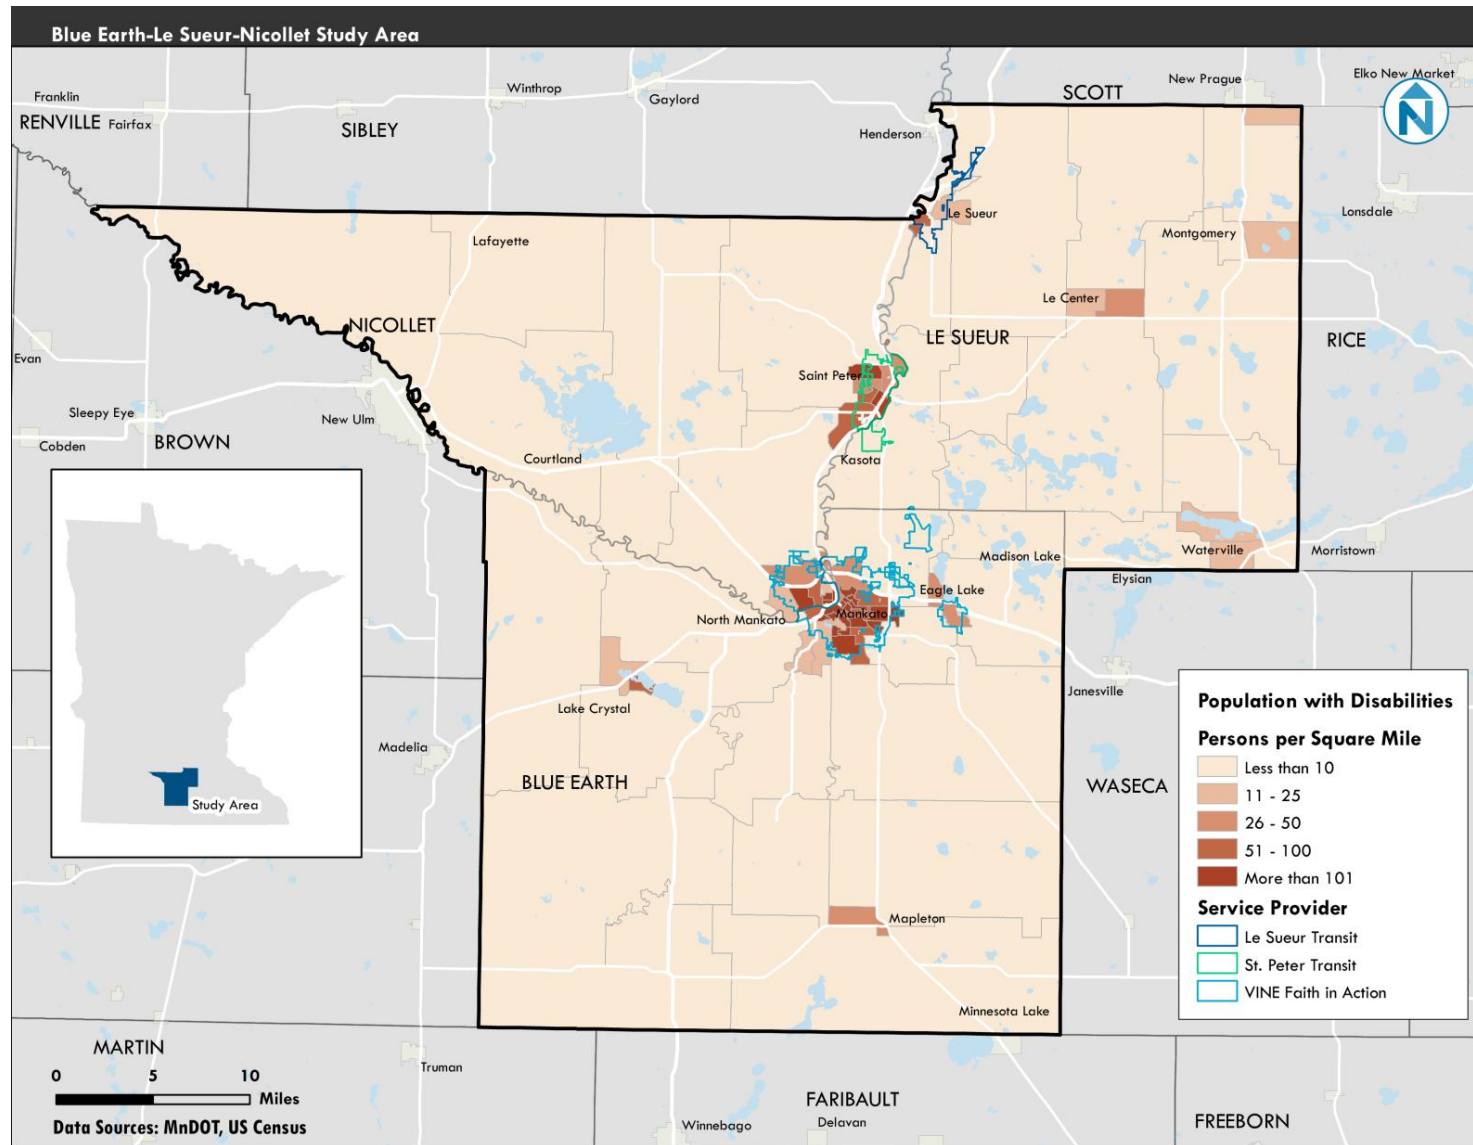 Blue Earth-Le Sueur-Nicollet Study Area
New Prague
Elko New Market
Franklin
Winthrop
Gaylord
SCOTT
N
RENVILLE
Fairfax
SIBLEY
Henderson
Lonsdale
Le Sueur
Lafayette
Montgomery
Le Center
NICOLLET
LE SUEUR
RICE
Evan
Saint Peter
Sleepy Eye
New Ulm
Cobden
BROWN
Courtland
Kasota
Waterville
Morristown
Madison Lake
Elysian
Eagle Lake
North Mankato
Mankato
Janesville
Lake Crystal
Madelia
BLUE EARTH
WASECA
Study Area
Mapleton
Minnesota Lake
Population with Disabilities
Persons per Square Mile
Less than 10
11 - 25
26 - 50
51 - 100
More than 101
Service Provider
Le Sueur Transit
St. Peter Transit
VINE Faith in Action
MARTIN
Truman
0 5 10
Miles
FARIBAULT
Delavan
Winnebago
FREEBORN
Data Sources: MnDOT, US Census